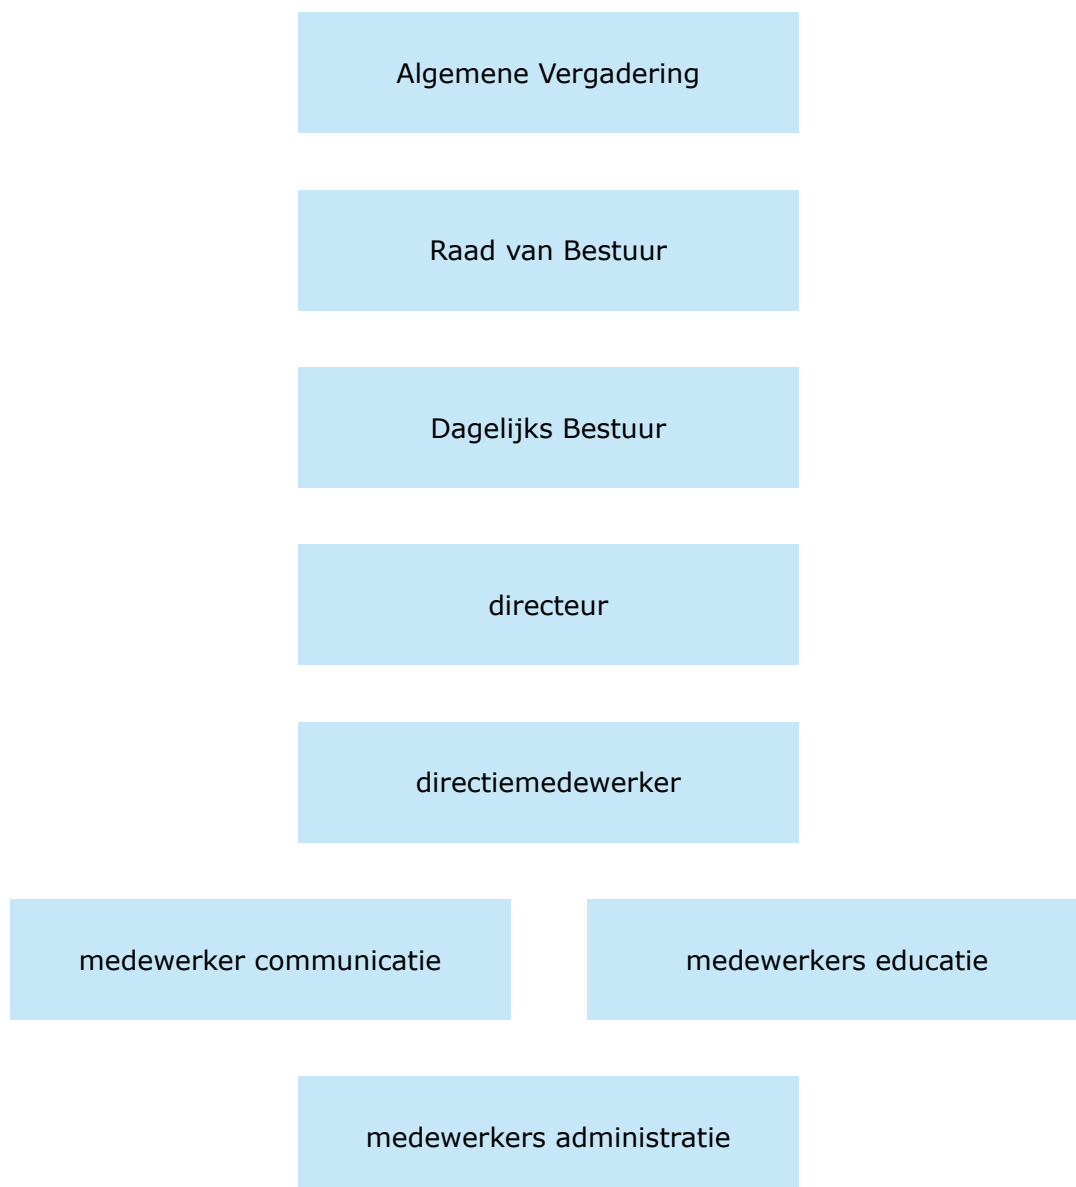 Algemene Vergadering
Raad van Bestuur
Dagelijks Bestuur
directeur
directiemedewerker
medewerker communicatie
medewerkers educatie
medewerkers administratie